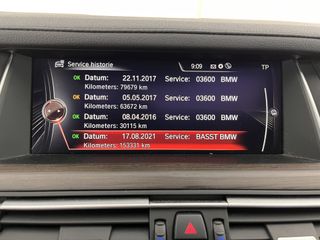 Service historie
9:09
TP
OK Datum: 22.11.2017 Service: 03600 BMW
Kilometers: 79679 km
OK Datum: 05.05.2017 Service: 03600 BMW
Kilometers: 63672 km
OK Datum: 08.04.2016 Service: 03600 BMW
Kilometers: 30115 km
OK Datum: 17.08.2021 Service: BASST BMW
Kilometers: 153331 km